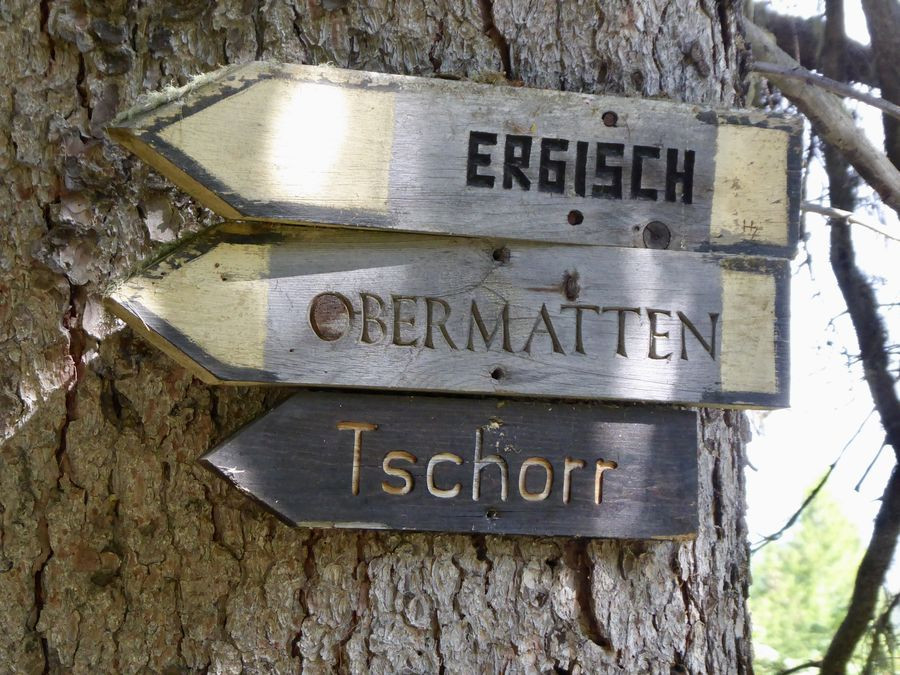 ERGISCH
OBERMATTEN
Tschorr